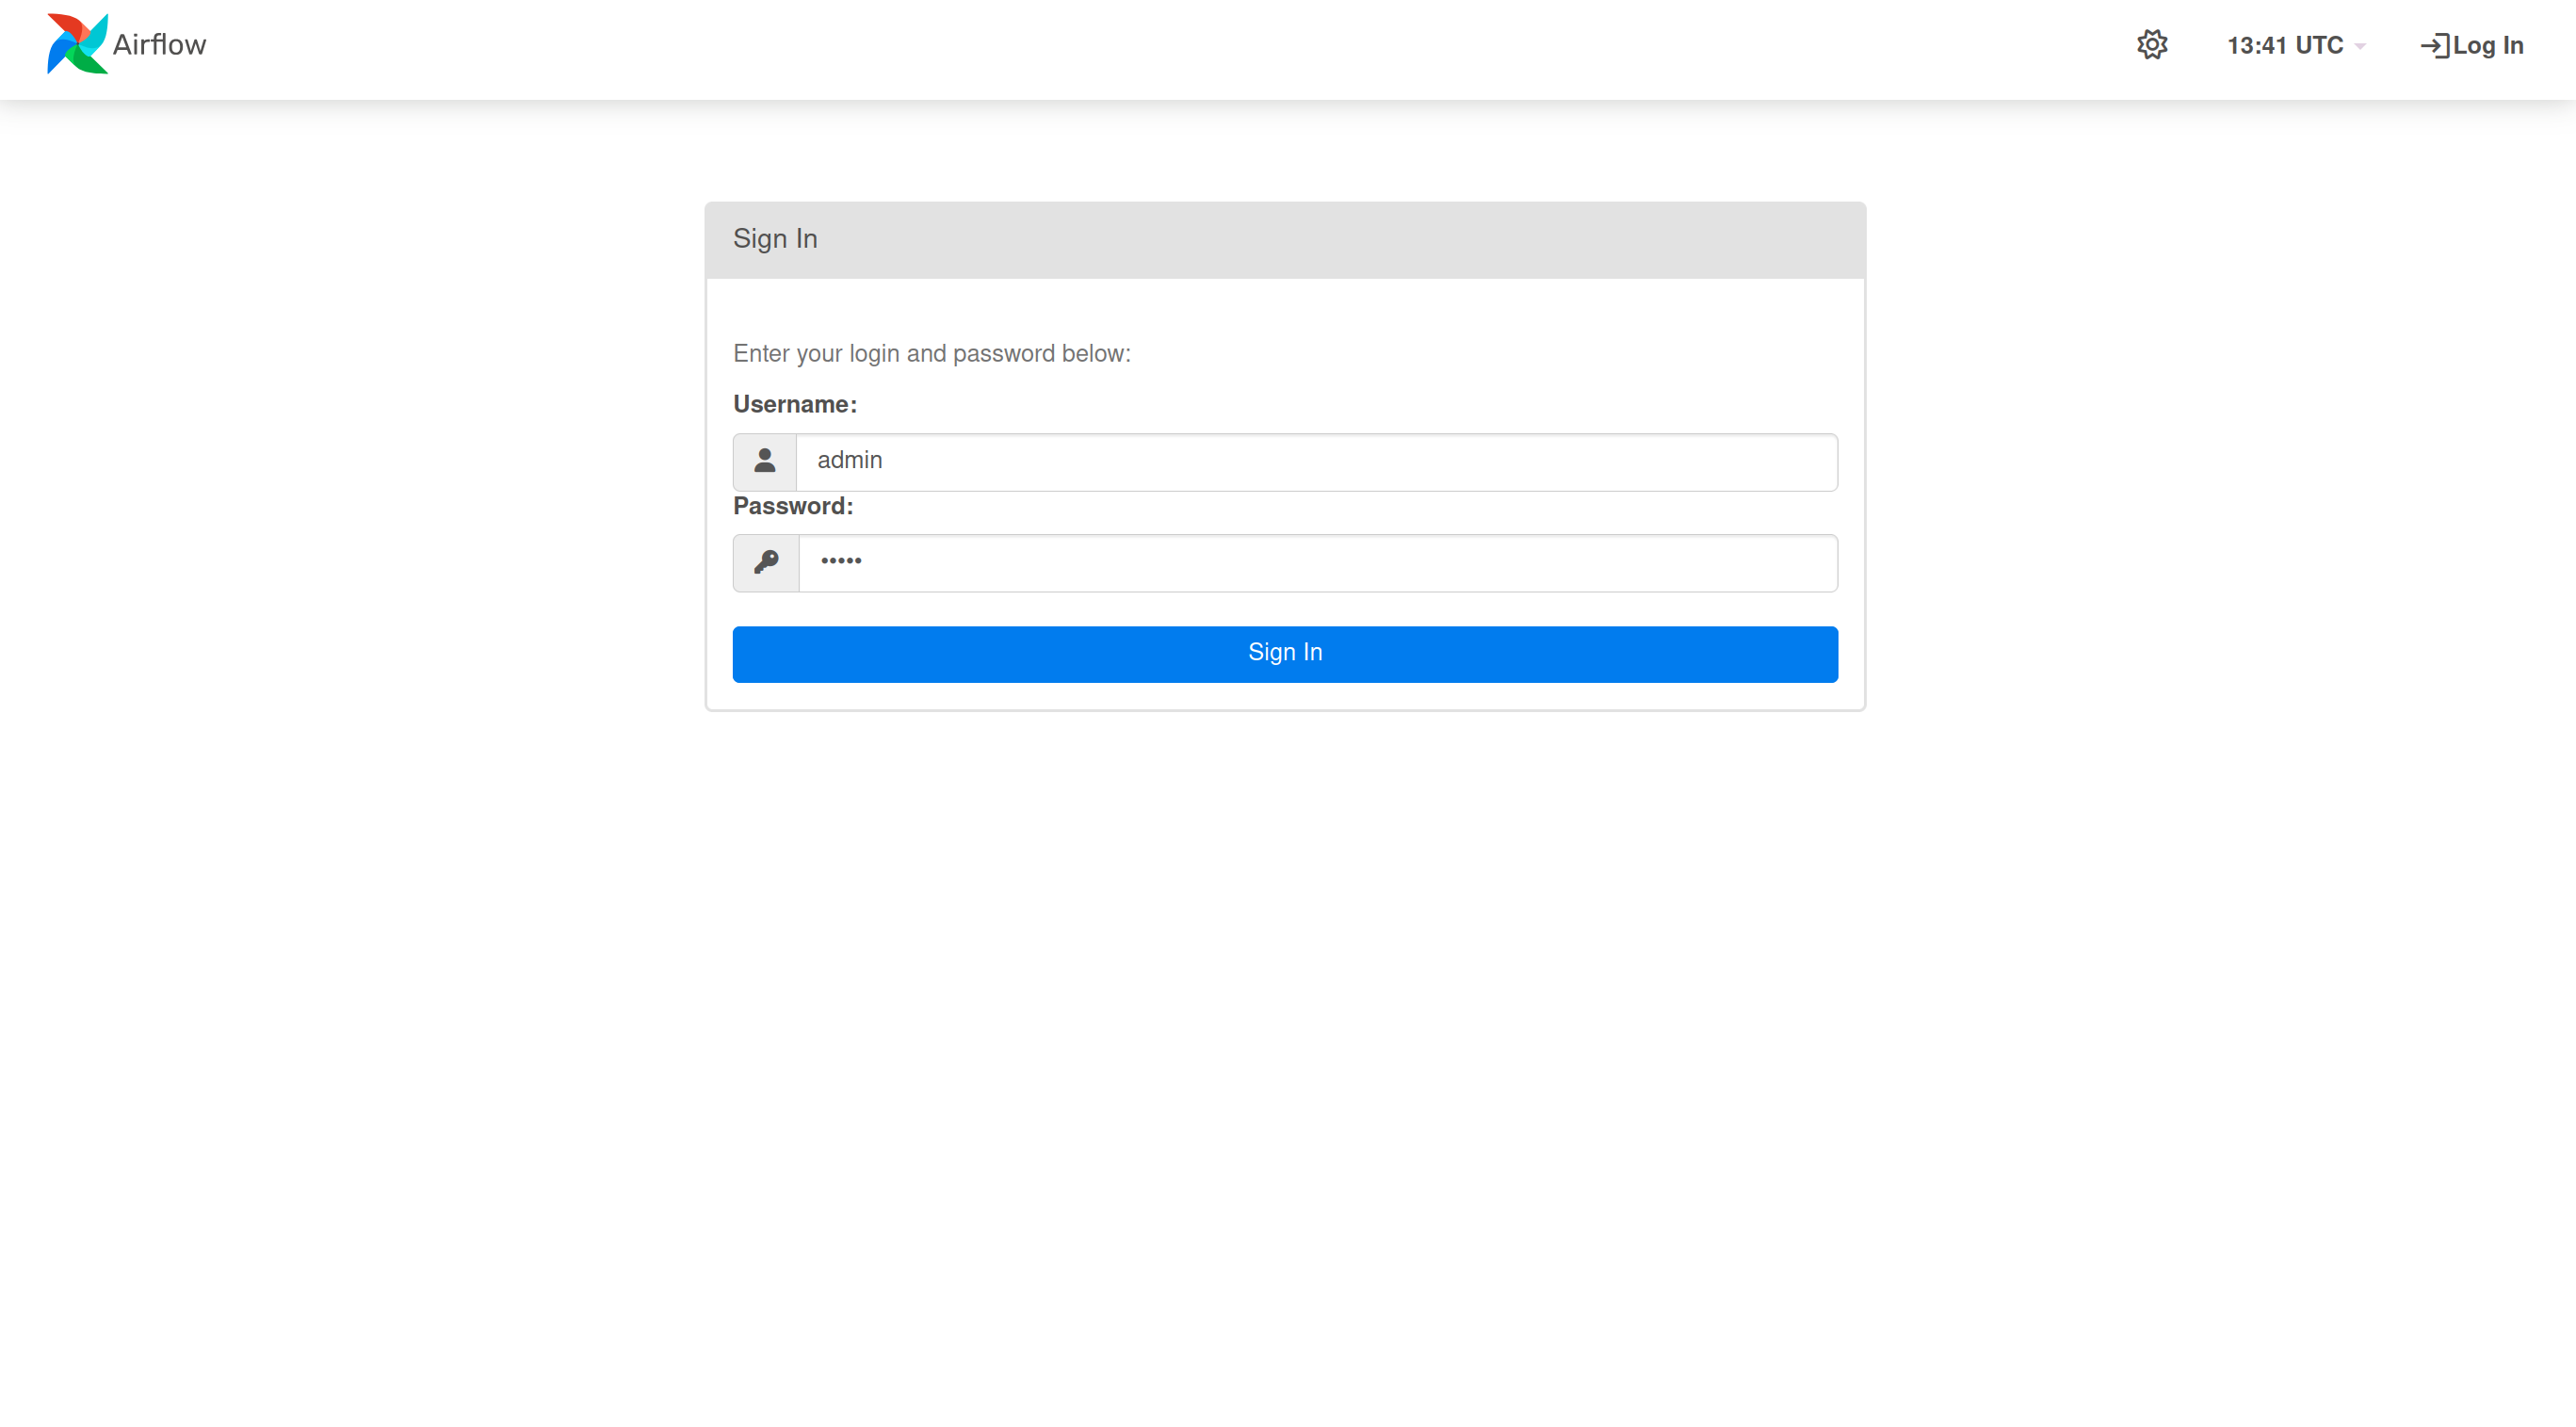 Airflow
13:41 UTC
Log In
Sign In
Enter your login and password below:
Username:
admin
Password:
•••••
Sign In